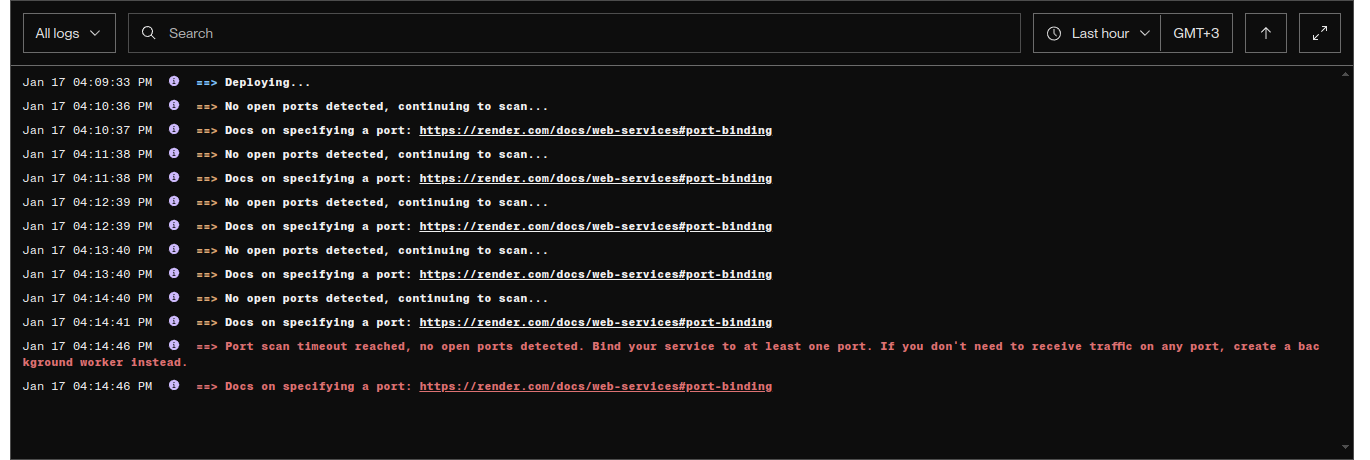 All logs Search Last hour GMT+3
Jan 17 04:09:33 PM ==> Deploying...
Jan 17 04:10:36 PM ==> No open ports detected, continuing to scan...
Jan 17 04:10:37 PM ==> Docs on specifying a port: https://render.com/docs/web-services#port-binding
Jan 17 04:11:38 PM ==> No open ports detected, continuing to scan...
Jan 17 04:11:38 PM ==> Docs on specifying a port: https://render.com/docs/web-services#port-binding
Jan 17 04:12:39 PM ==> No open ports detected, continuing to scan...
Jan 17 04:12:39 PM ==> Docs on specifying a port: https://render.com/docs/web-services#port-binding
Jan 17 04:13:40 PM ==> No open ports detected, continuing to scan...
Jan 17 04:13:40 PM ==> Docs on specifying a port: https://render.com/docs/web-services#port-binding
Jan 17 04:14:40 PM ==> No open ports detected, continuing to scan...
Jan 17 04:14:41 PM ==> Docs on specifying a port: https://render.com/docs/web-services#port-binding
Jan 17 04:14:46 PM ==> Port scan timeout reached, no open ports detected. Bind your service to at least one port. If you don't need to receive traffic on any port, create a bac
kground worker instead.
Jan 17 04:14:46 PM ==> Docs on specifying a port: https://render.com/docs/web-services#port-binding